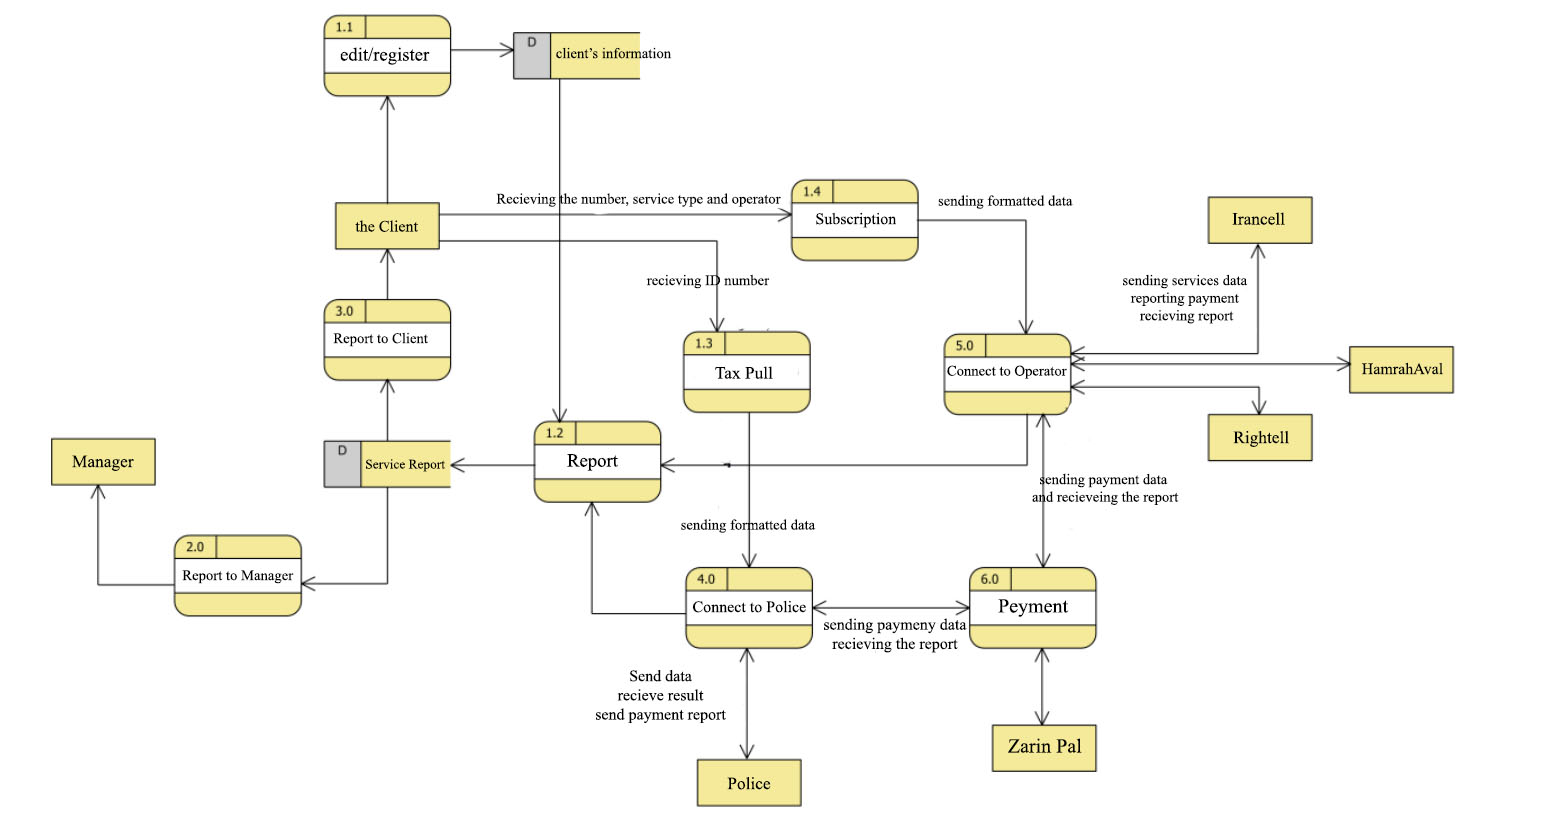 1.1
edit/register
D
client's information
Recieving the number, service type and operator
1.4
Subscription
sending formatted data
the Client
Irancell
recieving ID number
sending services data
reporting payment
recieving report
3.0
Report to Client
1.3
Tax Pull
5.0
Connect to Operator
HamrahAval
Rightell
1.2
Report
D
Service Report
Manager
sending payment data
and recieveing the report
sending formatted data
2.0
Report to Manager
4.0
Connect to Police
6.0
Peyment
sending paymeny data
recieving the report
Send data
recieve result
send payment report
Zarin Pal
Police